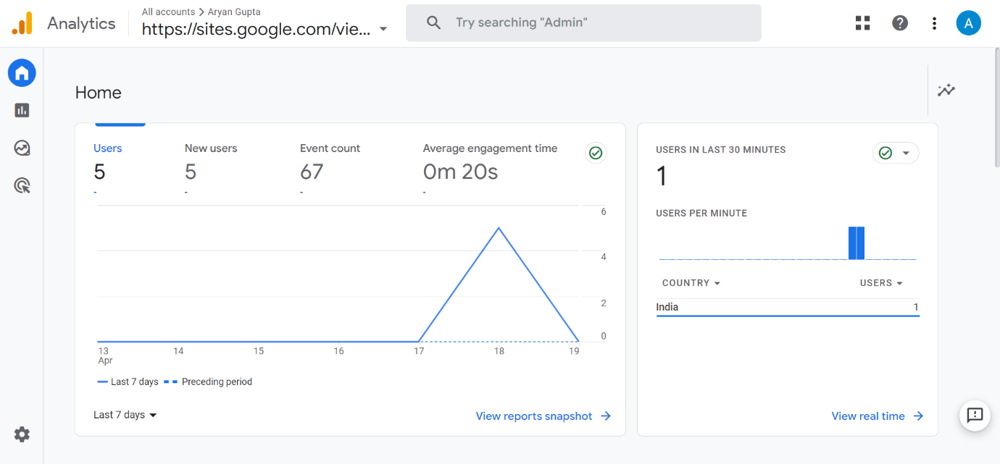 Analytics
All accounts > Aryan Gupta
https://sites.google.com/vie...
Try searching "Admin"
A
Home
Users
New users
Event count
Average engagement time
5
5
67
0m 20s
-
-
-
-
6
4
2
0
13
Apr
14
15
16
17
18
19
Last 7 days
Preceding period
Last 7 days
View reports snapshot
USERS IN LAST 30 MINUTES
1
USERS PER MINUTE
COUNTRY
USERS
India
1
View real time